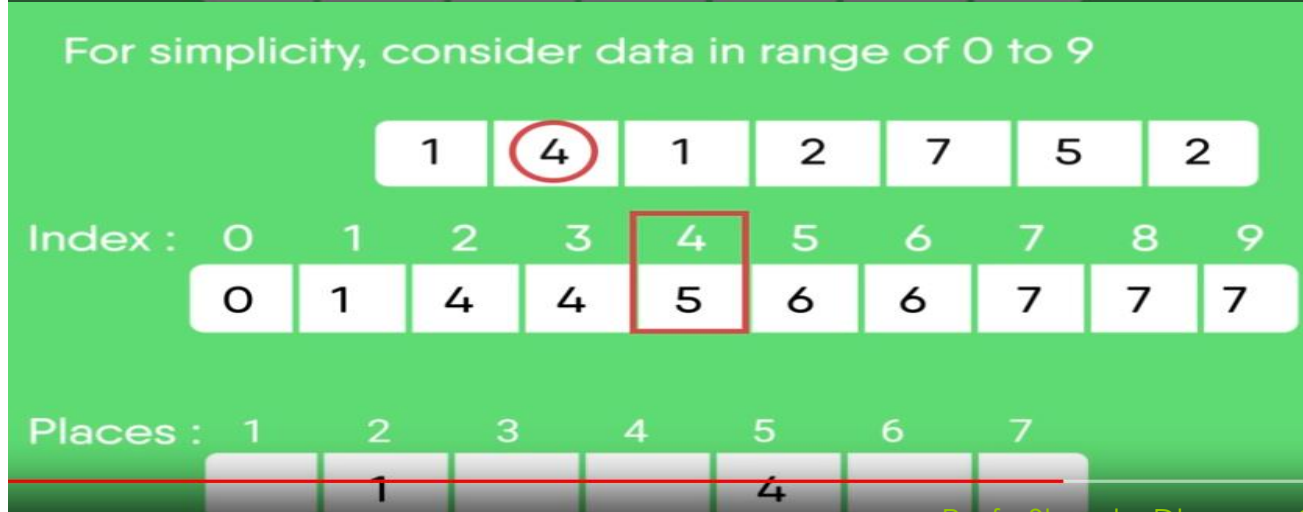 For simplicity, consider data in range of 0 to 9
1 4 1 2 7 5 2
Index : 0 1 2 3 4 5 6 7 8 9
0 1 4 4 5 6 6 7 7 7
Places : 1 2 3 4 5 6 7
1 4